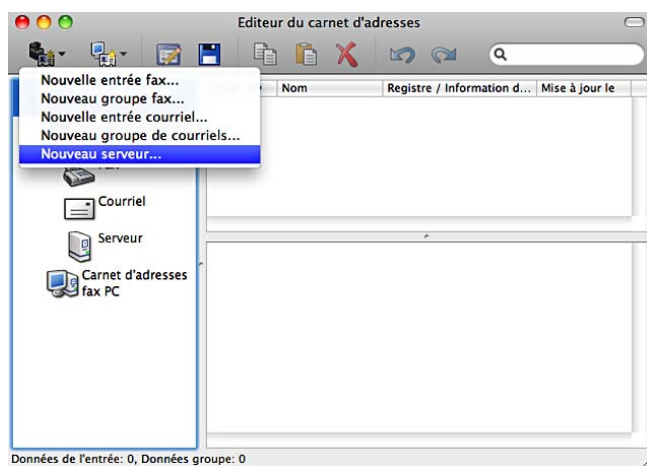 Editeur du carnet d'adresses
Nouvelle entrée fax...
Nouveau groupe fax...
Nouvelle entrée courriel...
Nouveau groupe de courriels...
Nouveau serveur...
Nom
Registre / Information d...
Mise à jour le
Courriel
Serveur
Carnet d'adresses
fax PC
Données de l'entrée: 0, Données groupe: 0